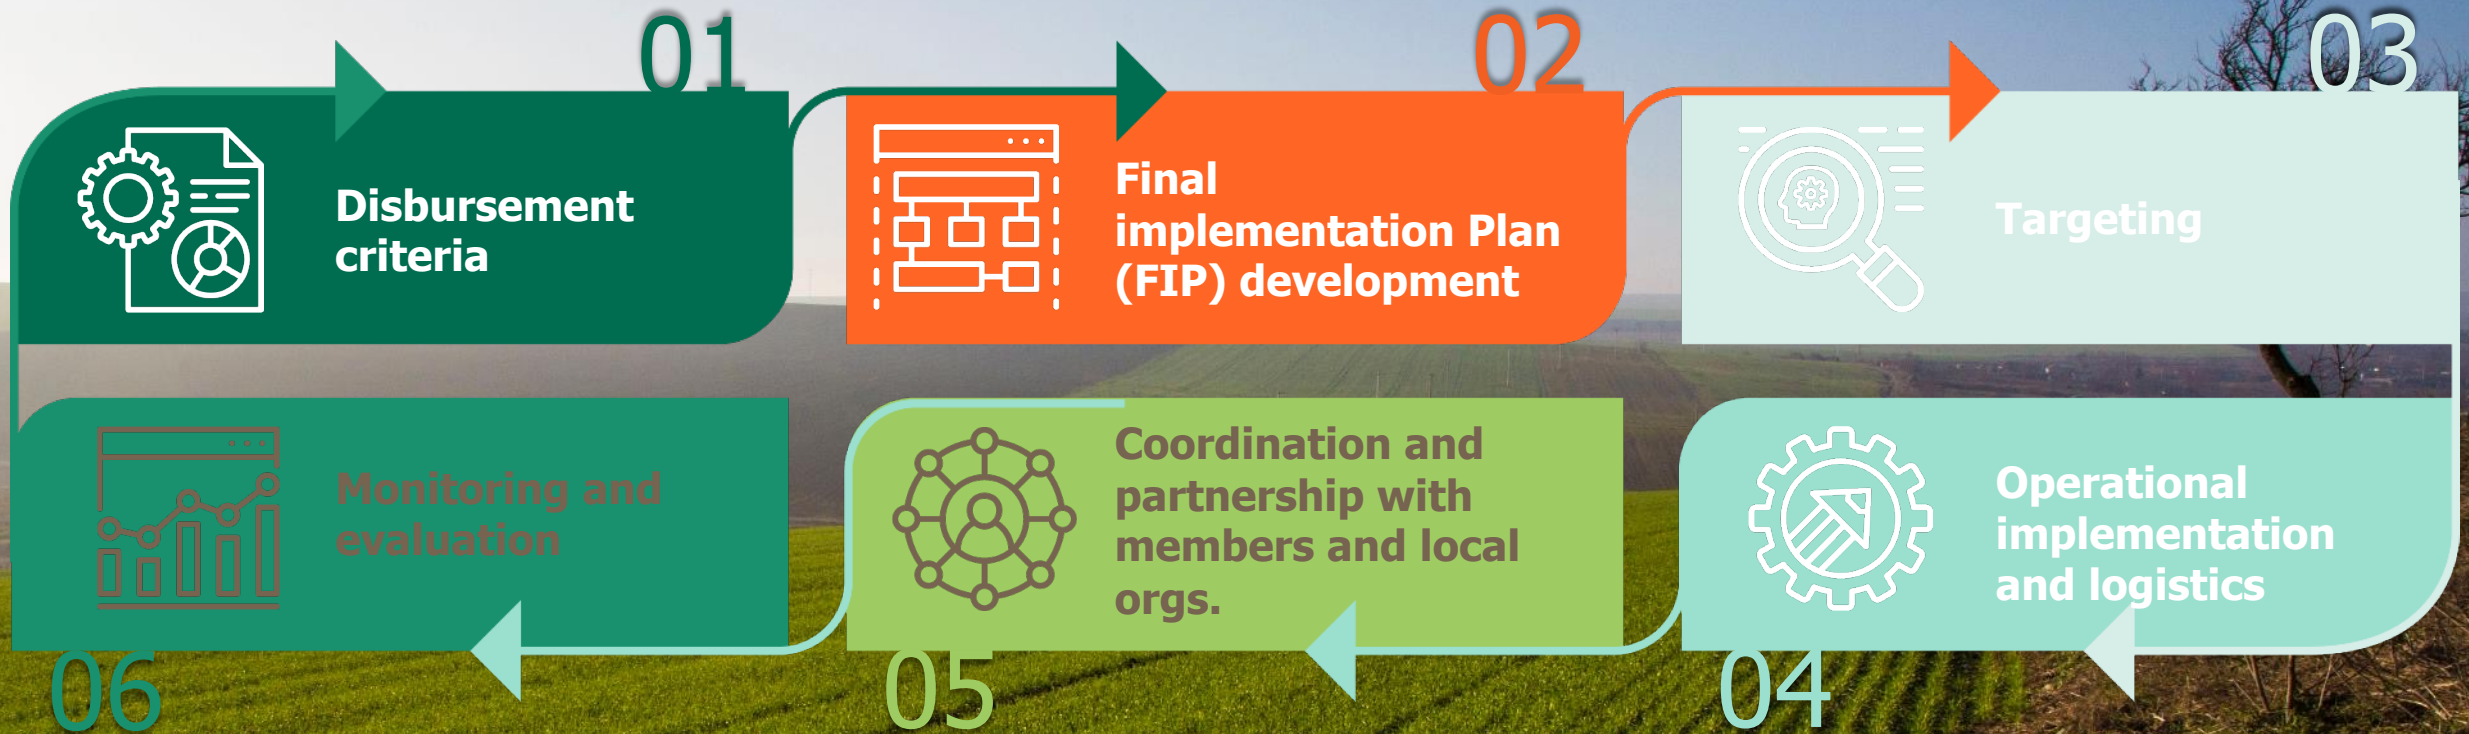 01
Disbursement
criteria
02
Final
implementation Plan
(FIP) development
03
Targeting
04
Operational
implementation
and logistics
05
Coordination and
partnership with
members and local
orgs.
06
Monitoring and
evaluation